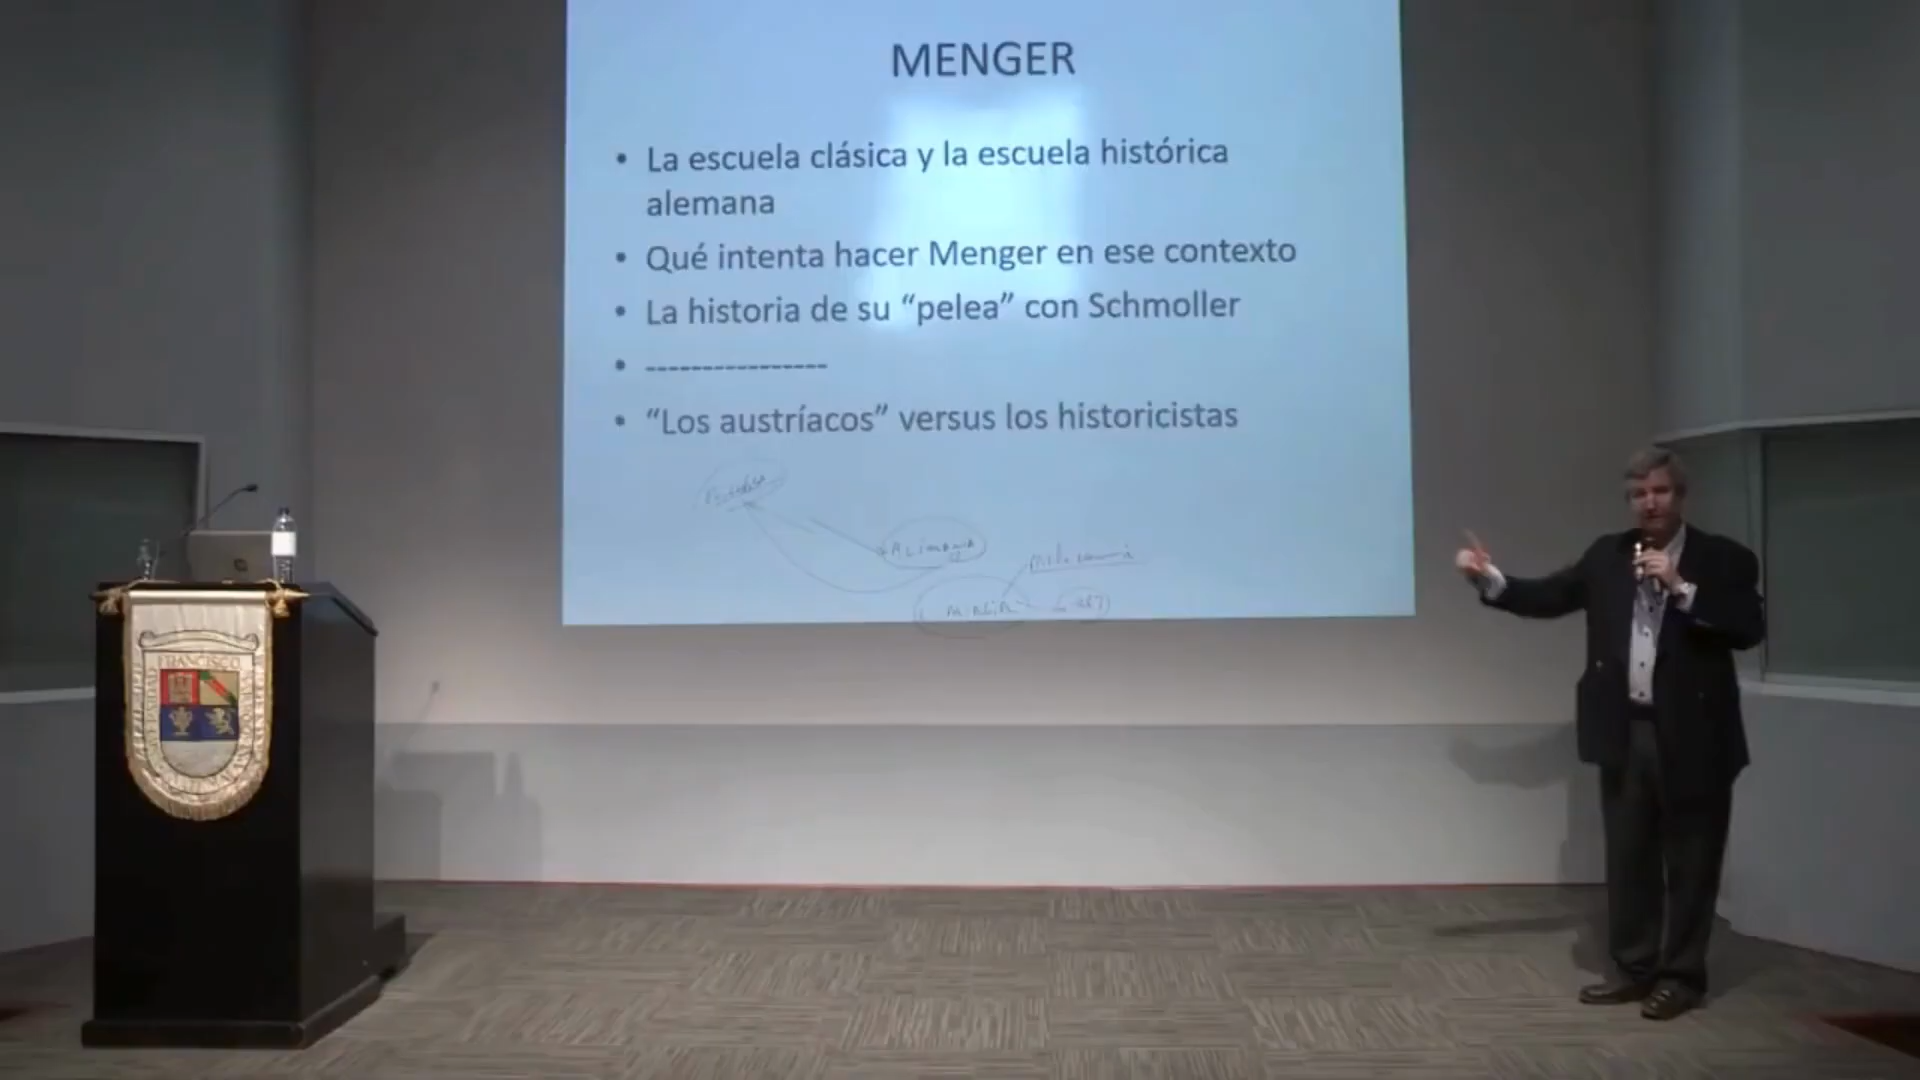 MENGER
• La escuela clásica y la escuela histórica
alemana
• Qué intenta hacer Menger en ese contexto
• La historia de su “pelea” con Schmoller
• ----------------
• “Los austríacos” versus los historicistas
FRANCISCO